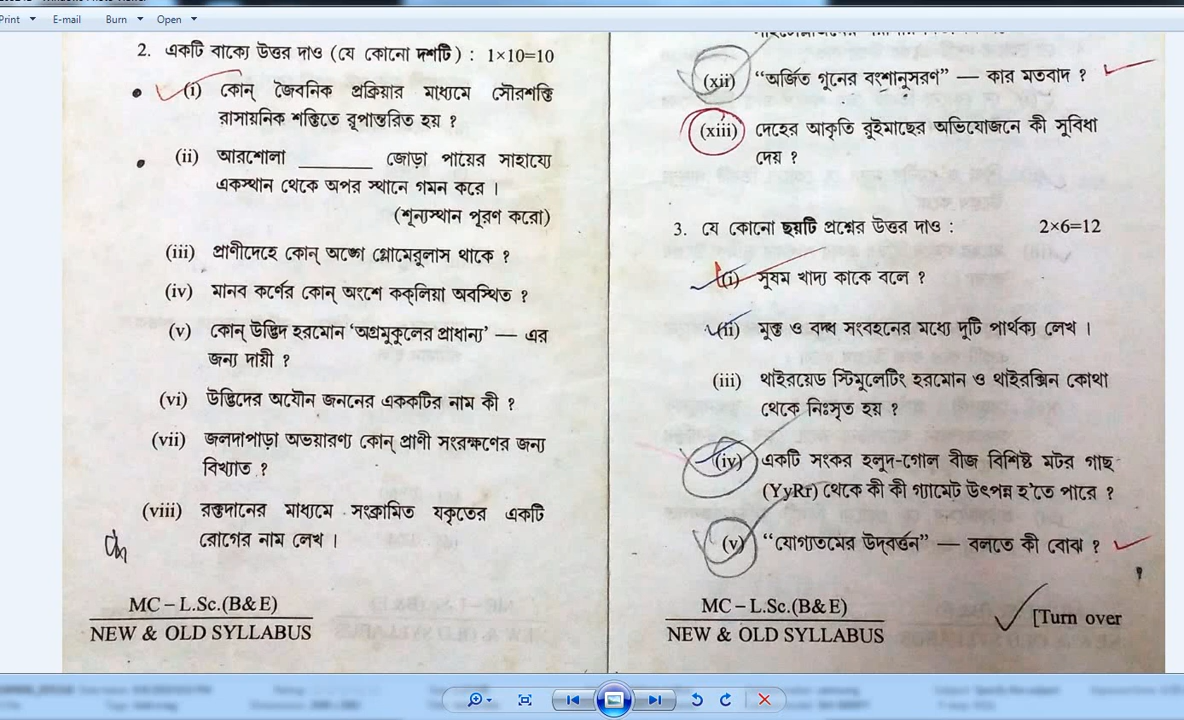 Print
E-mail
Burn
Open
2. একটি বাক্যে উত্তর দাও (যে কোনো দশটি) : 1×10=10
(i) কোন্ জৈবনিক প্রক্রিয়ার মাধ্যমে সৌরশক্তি
রাসায়নিক শক্তিতে রূপান্তরিত হয় ?
(ii) আরশোলা ________ জোড়া পায়ের সাহায্যে
একস্থান থেকে অপর স্থানে গমন করে ।
(শূন্যস্থান পূরণ করো)
(iii) প্রাণীদেহে কোন্ অঙ্গে গ্লোমেরুলাস থাকে ?
(iv) মানব কর্ণের কোন্ অংশে কক্‌লিয়া অবস্থিত ?
(v) কোন্ উদ্ভিদ হরমোন ‘অগ্রমুকুলের প্রাধান্য’ — এর
জন্য দায়ী ?
(vi) উদ্ভিদের অযৌন জননের এককটির নাম কী ?
(vii) জলদাপাড়া অভয়ারণ্য কোন্ প্রাণী সংরক্ষণের জন্য
বিখ্যাত ?
(viii) রক্তদানের মাধ্যমে সংক্রামিত যকৃতের একটি
রোগের নাম লেখ ।
MC – L.Sc.(B&E)
NEW & OLD SYLLABUS
(xii) “অর্জিত গুনের বংশানুসরণ” — কার মতবাদ ?
(xiii) দেহের আকৃতি রুইমাছের অভিযোজনে কী সুবিধা
দেয় ?
3. যে কোনো ছয়টি প্রশ্নের উত্তর দাও : 2×6=12
(i) সুষম খাদ্য কাকে বলে ?
(ii) মুক্ত ও বদ্ধ সংবহনের মধ্যে দুটি পার্থক্য লেখ ।
(iii) থাইরয়েড স্টিমুলেটিং হরমোন ও থাইরক্সিন কোথা
থেকে নিঃসৃত হয় ?
(iv) একটি সংকর হলুদ-গোল বীজ বিশিষ্ট মটর গাছ
(YyRr) থেকে কী কী গ্যামেট উৎপন্ন হ’তে পারে ?
(v) “যোগ্যতমের উদ্‌বর্তন” — বলতে কী বোঝ ?
MC – L.Sc.(B&E)
NEW & OLD SYLLABUS
[Turn over